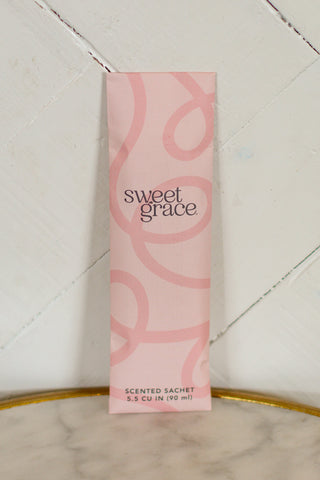 sweet
grace
SCENTED SACHET
5.5 CU IN (90 ml)